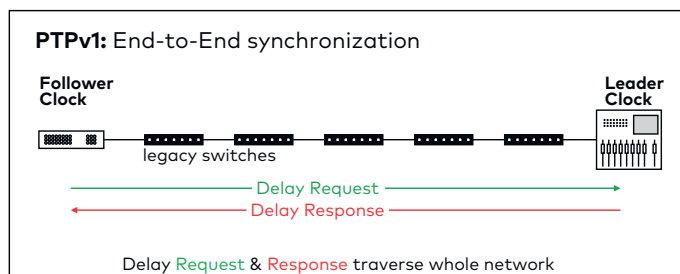 PTPv1: End-to-End synchronization
Follower
Clock
Leader
Clock
legacy switches
Delay Request
Delay Response
Delay Request & Response traverse whole network